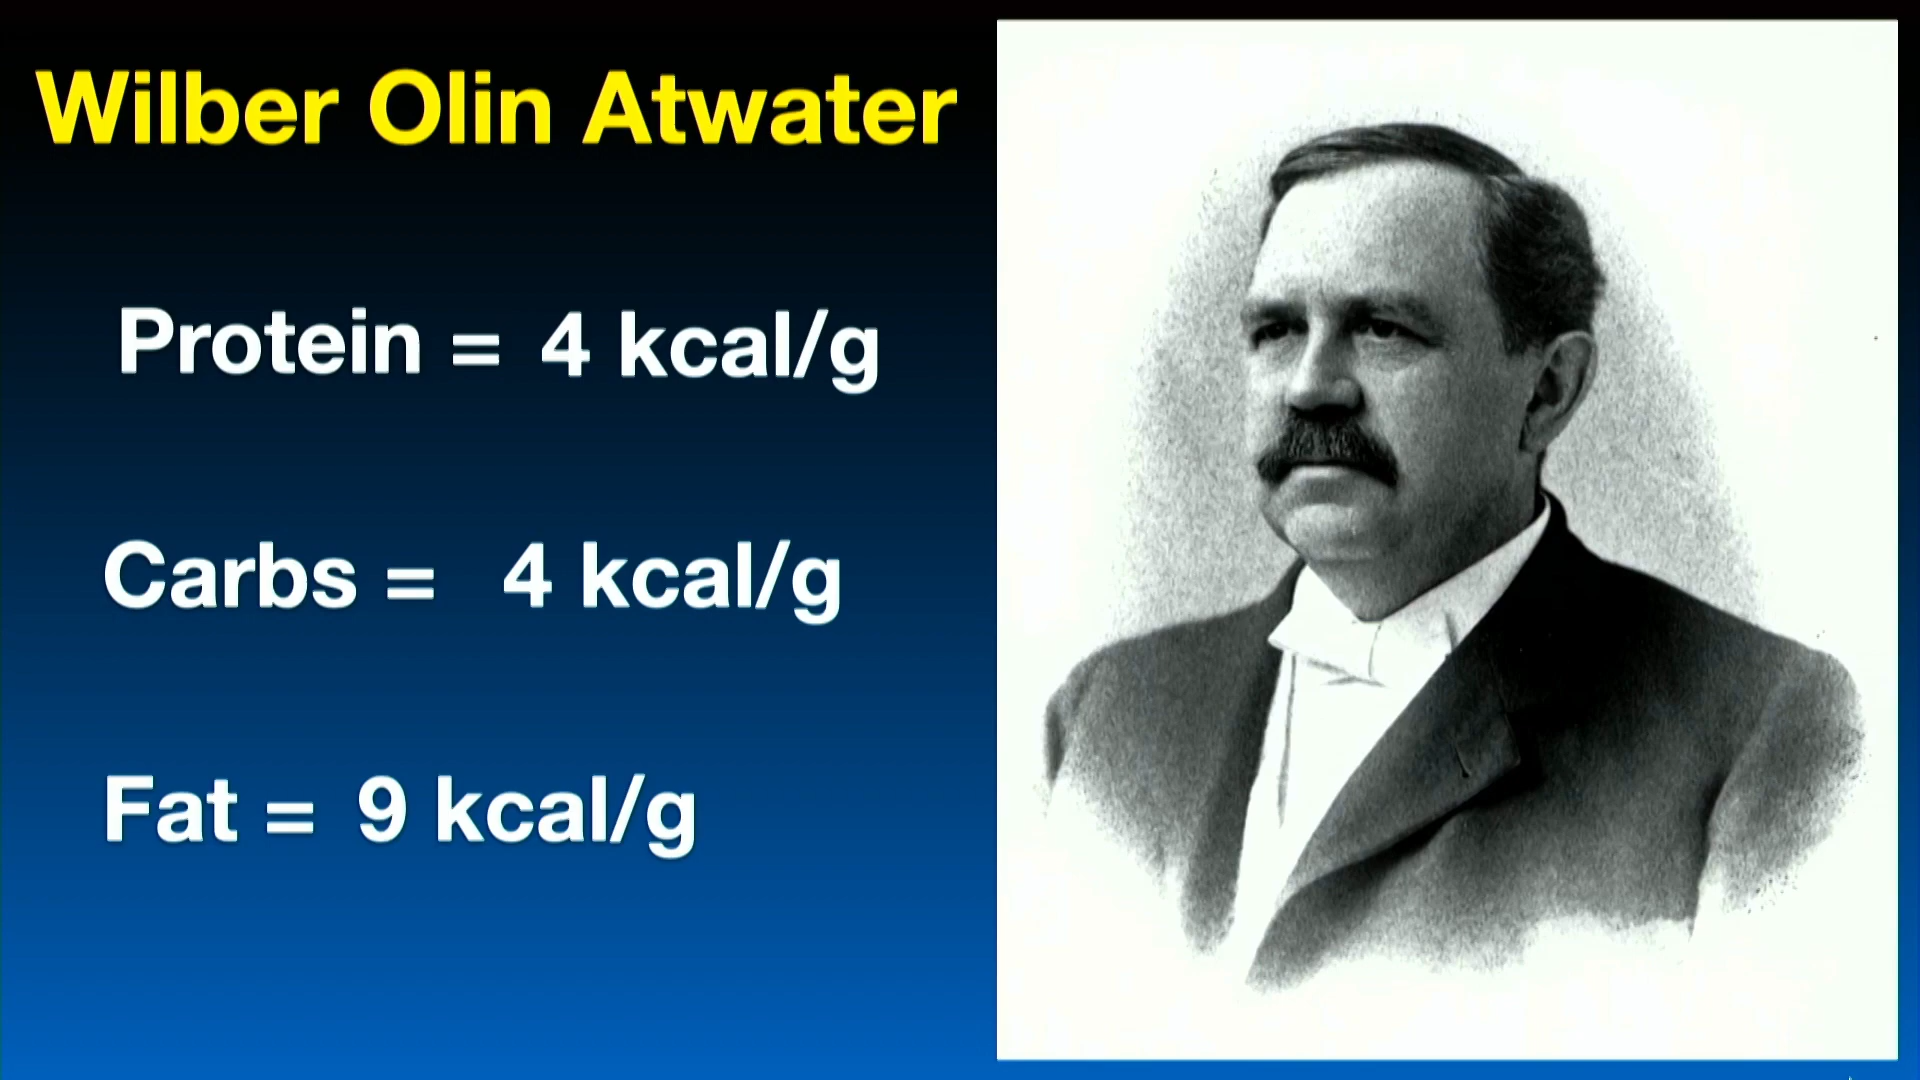 Wilber Olin Atwater
Protein = 4 kcal/g
Carbs = 4 kcal/g
Fat = 9 kcal/g